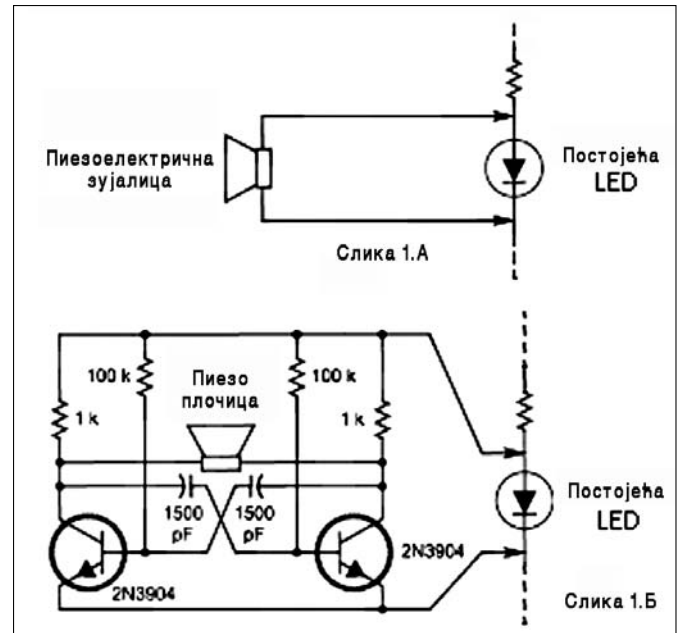 Пиезоелектрична
зујалица
Постојећа
LED
Слика 1.А
100 k
Пиезо
плочица
100 k
1 k
1 k
1500
pF
1500
pF
2N3904
2N3904
Постојећа
LED
Слика 1.Б